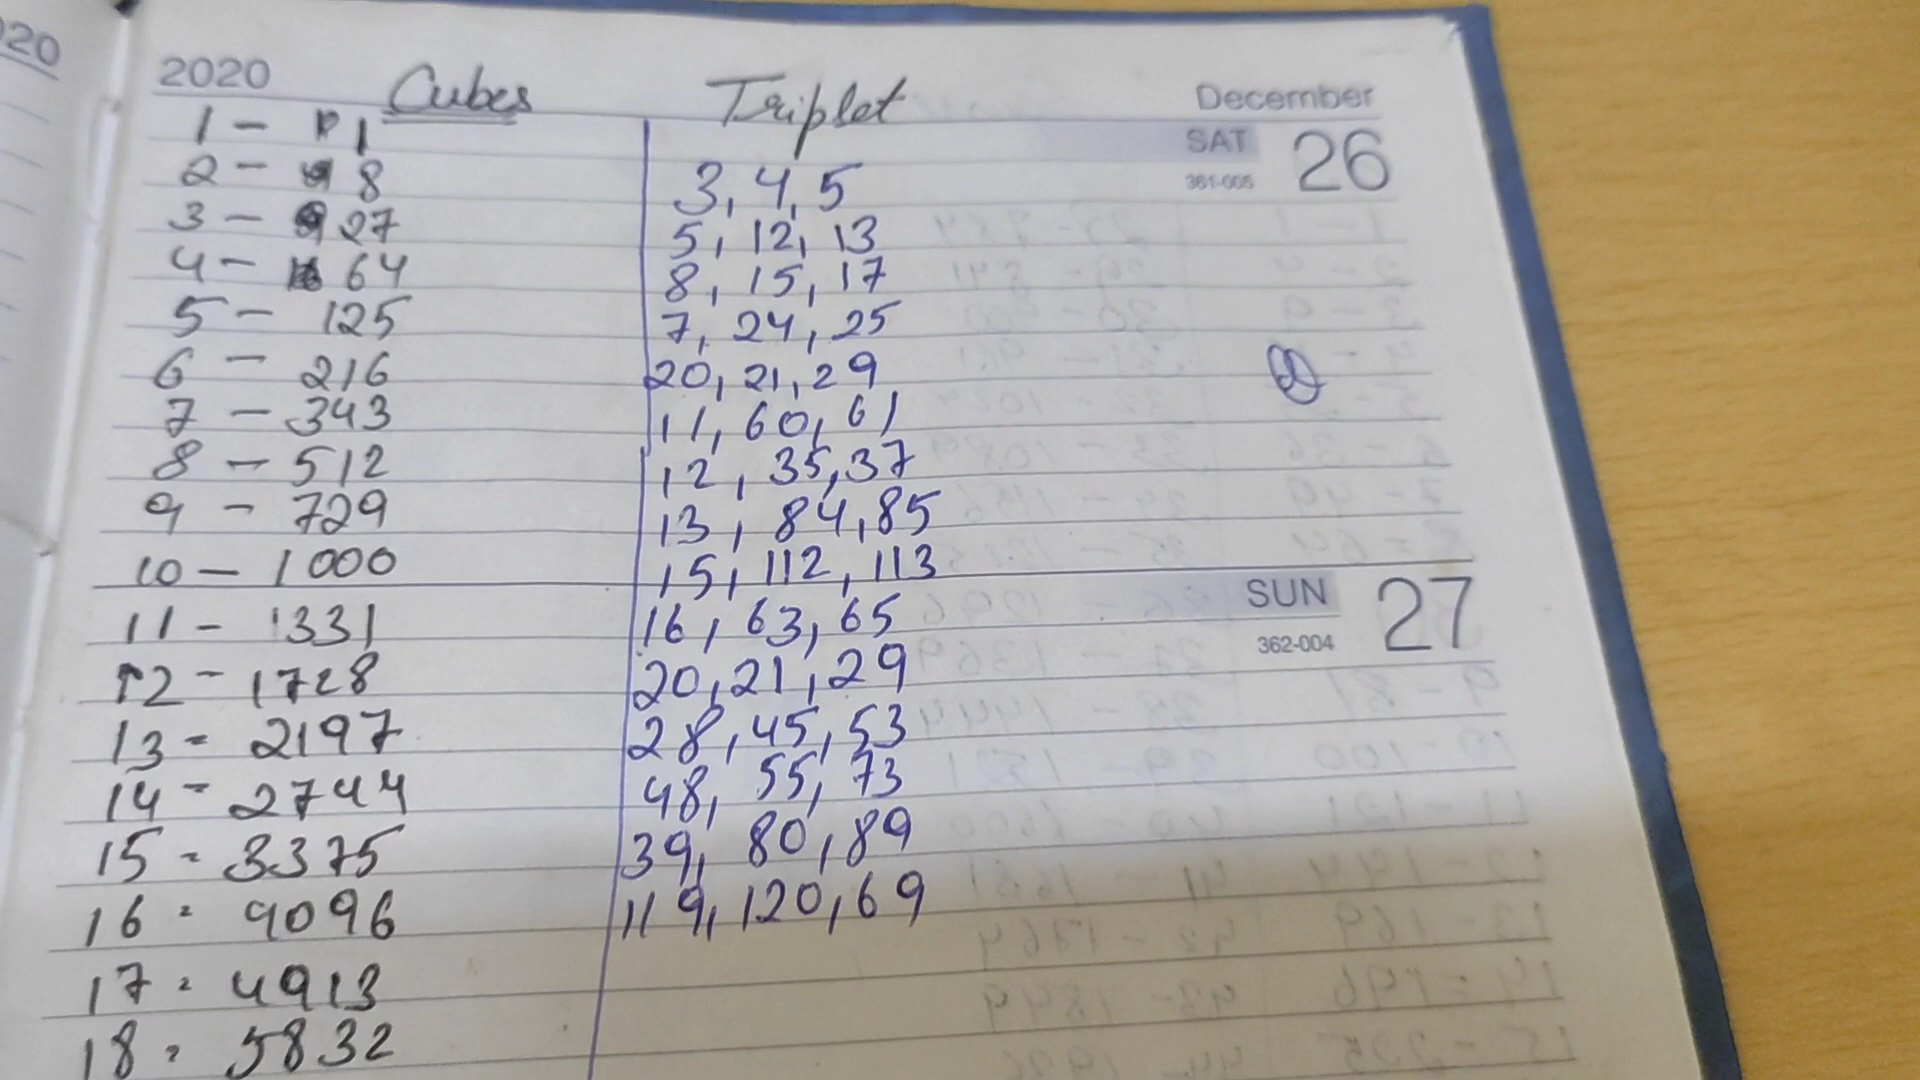 20
2020 Cubes Triplet December
1 - 1
2 - 8
3 - 27
4 - 64
5 - 125
6 - 216
7 - 343
8 - 512
9 - 729
10 - 1000
11 - 1331
12 - 1728
13 - 2197
14 - 2744
15 - 3375
16 - 9096
17 - 4913
18 - 5832
3, 4, 5
5, 12, 13
8, 15, 17
7, 24, 25
20, 21, 29
11, 60, 61
12, 35, 37
13, 84, 85
15, 112, 113
16, 63, 65
20, 21, 29
28, 45, 53
48, 55, 73
39, 80, 89
119, 120, 69
SAT 26
361-005
SUN 27
362-004